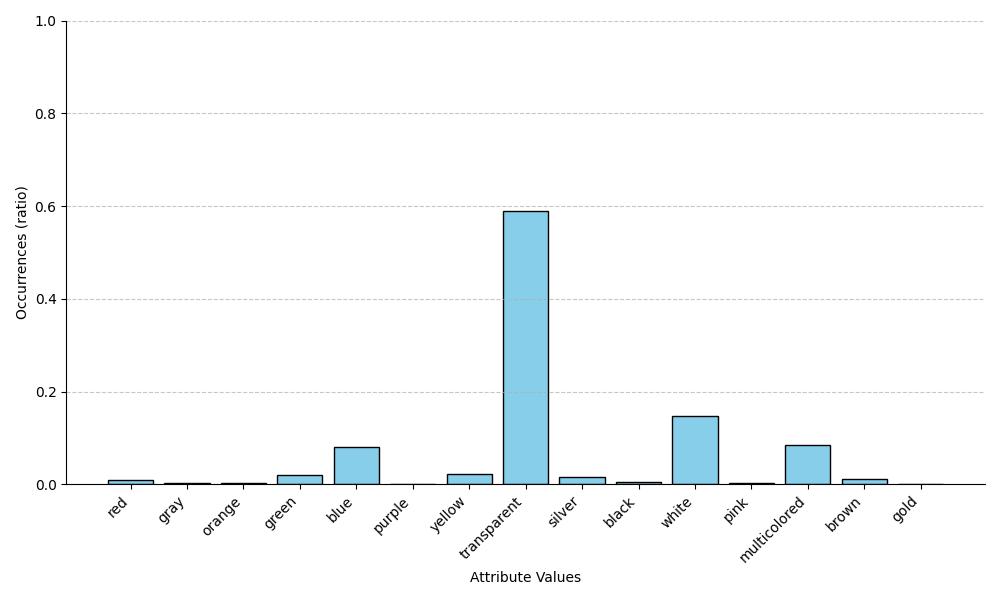 1.0
0.8
0.6
0.4
0.2
0.0
Occurrences (ratio)
red
gray
orange
green
blue
purple
yellow
transparent
silver
black
white
pink
multicolored
brown
gold
Attribute Values